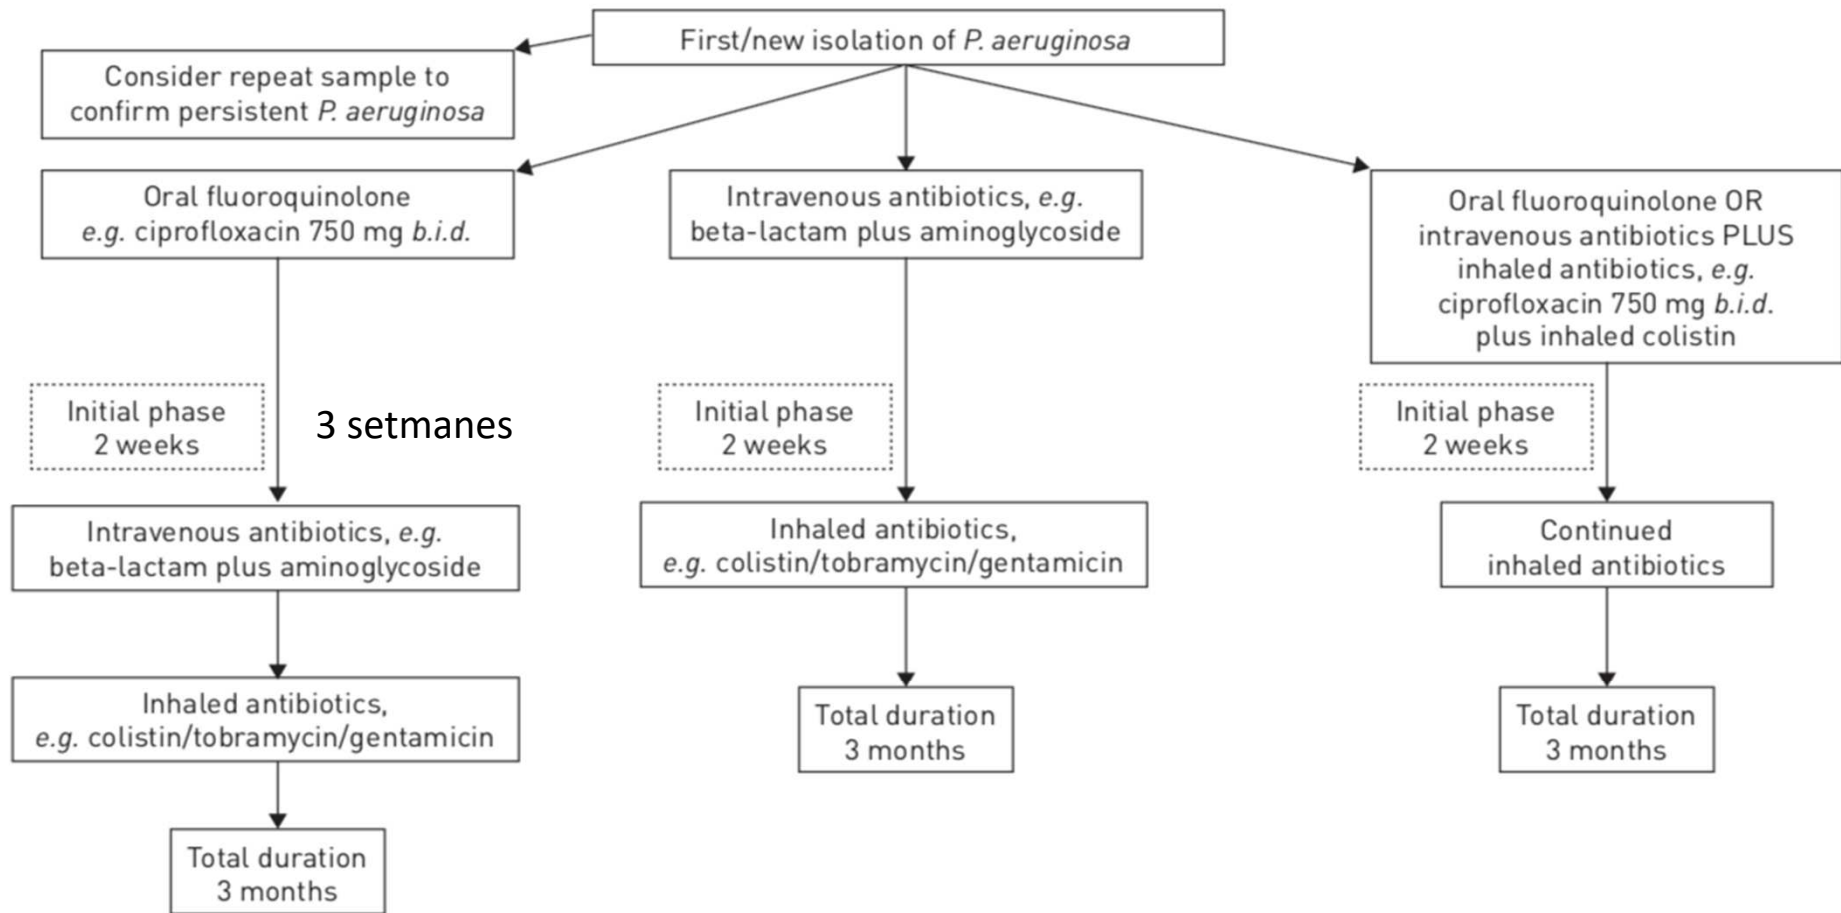 First/new isolation of P. aeruginosa
Consider repeat sample to
confirm persistent P. aeruginosa
Oral fluoroquinolone
e.g. ciprofloxacin 750 mg b.i.d.
Intravenous antibiotics, e.g.
beta-lactam plus aminoglycoside
Oral fluoroquinolone OR
intravenous antibiotics PLUS
inhaled antibiotics, e.g.
ciprofloxacin 750 mg b.i.d.
plus inhaled colistin
Initial phase
2 weeks
3 setmanes
Initial phase
2 weeks
Initial phase
2 weeks
Intravenous antibiotics, e.g.
beta-lactam plus aminoglycoside
Inhaled antibiotics,
e.g. colistin/tobramycin/gentamicin
Continued
inhaled antibiotics
Inhaled antibiotics,
e.g. colistin/tobramycin/gentamicin
Total duration
3 months
Total duration
3 months
Total duration
3 months